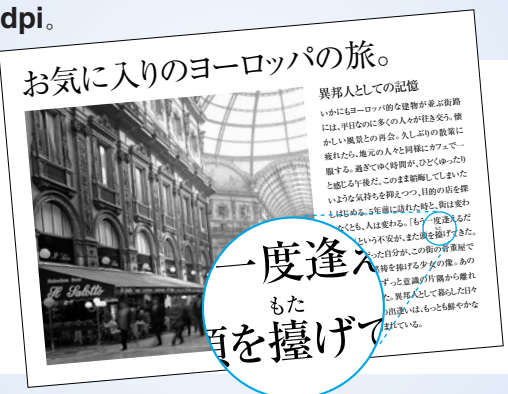 dpi。
お気に入りのヨーロッパの旅。
異邦人としての記憶
いかにもヨーロッパ的な建物が並ぶ街路
には、平日なのに多くの人々が往き交う。懐
かしい風景との再会。久しぶりの散策に
疲れたら、地元の人々と同様にカフェで一
服する。過ぎてゆく時間が、ひどくゆったり
と感じる午後だ。このまま
いような気持ちを抑えつつ、目的の店を探
しはじめる。5年前に訪れた時と、街は変わ
たくとも、人は変わる。「もう一度逢えるだ
という不安が、また頭を擡げてきた。
った自分が、この街の骨董屋で
捧を捧げる少女の像。あの
ずっと意識の片隅から離れ
た。異邦人として暮らした日々
の出逢いは、もっとも鮮やかな
まれている。
一度逢え
もた
頭を擡げて
Il Salotto